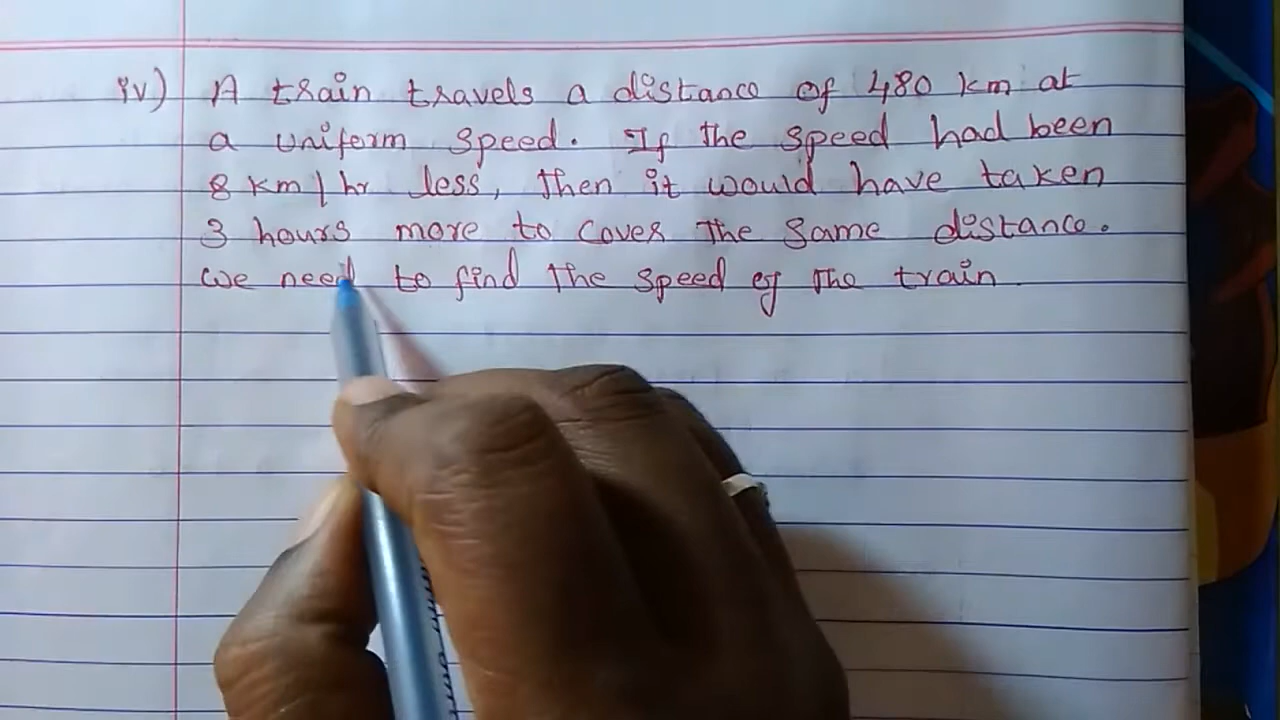 iv) A train travels a distance of 480 km at
a uniform speed. If the speed had been
8 km/hr less, then it would have taken
3 hours more to cover the same distance.
We need to find the speed of the train